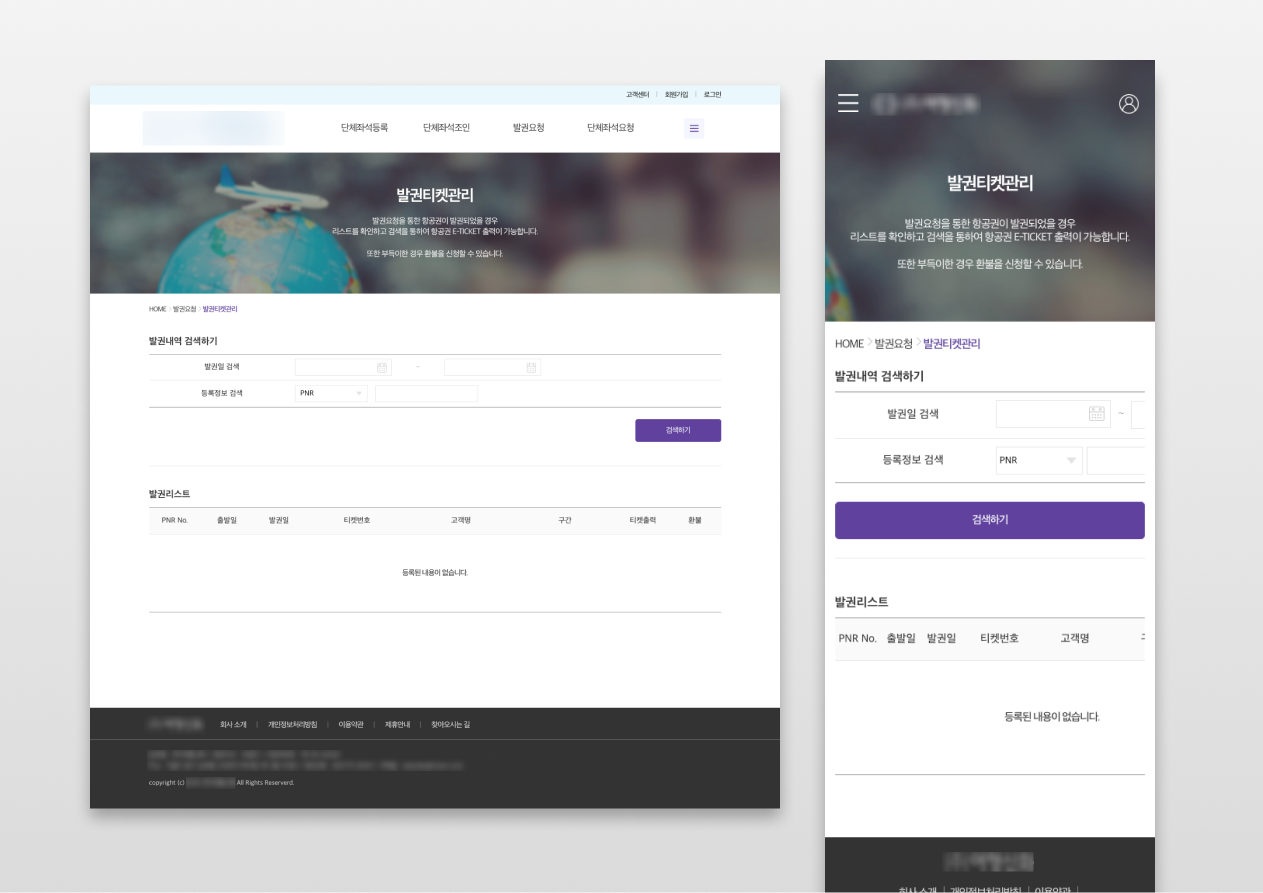 고객센터 | 회원가입 | 로그인
단체좌석등록 단체좌석조인 발권요청 단체좌석요청
발권티켓관리
발권요청을 통한 항공권이 발권되었을 경우
리스트를 확인하고 검색을 통하여 항공권 E-TICKET 출력이 가능합니다.
또한 부득이한 경우 환불을 신청할 수 있습니다.
HOME > 발권요청 > 발권티켓관리
발권내역 검색하기
발권일 검색 ~
등록정보 검색 PNR
검색하기
발권리스트
PNR No. 출발일 발권일 티켓번호 고객명 구간 티켓출력 환불
등록된 내용이 없습니다.
회사 소개 | 개인정보처리방침 | 이용약관 | 제휴안내 | 찾아오시는 길
copyright (c) All Rights Reserverd.
발권티켓관리
발권요청을 통한 항공권이 발권되었을 경우
리스트를 확인하고 검색을 통하여 항공권 E-TICKET 출력이 가능합니다.
또한 부득이한 경우 환불을 신청할 수 있습니다.
HOME > 발권요청 > 발권티켓관리
발권내역 검색하기
발권일 검색 ~
등록정보 검색 PNR
검색하기
발권리스트
PNR No. 출발일 발권일 티켓번호 고객명
등록된 내용이 없습니다.
회사 소개 | 개인정보처리방침 | 이용약관 |